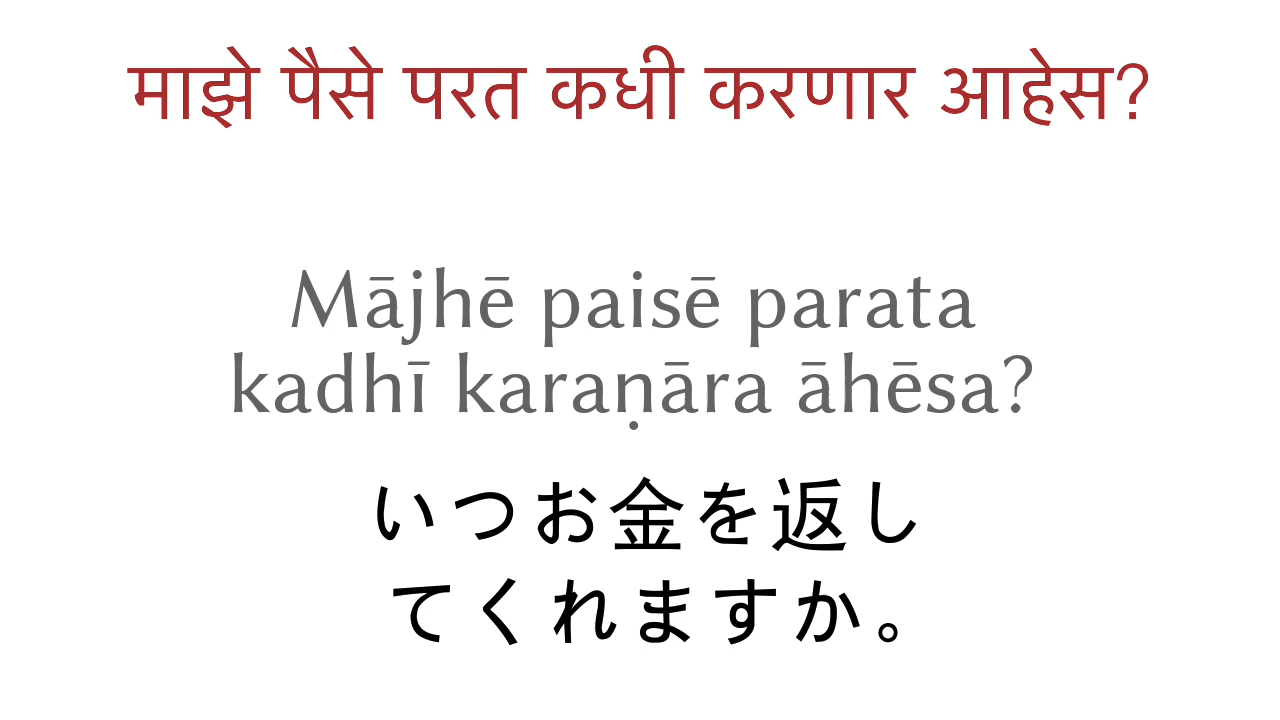 माझे पैसे परत कधी करणार आहेस?
Mājhē paisē parata
kadhī karaṇāra āhēsa?
いつお金を返し
てくれますか。